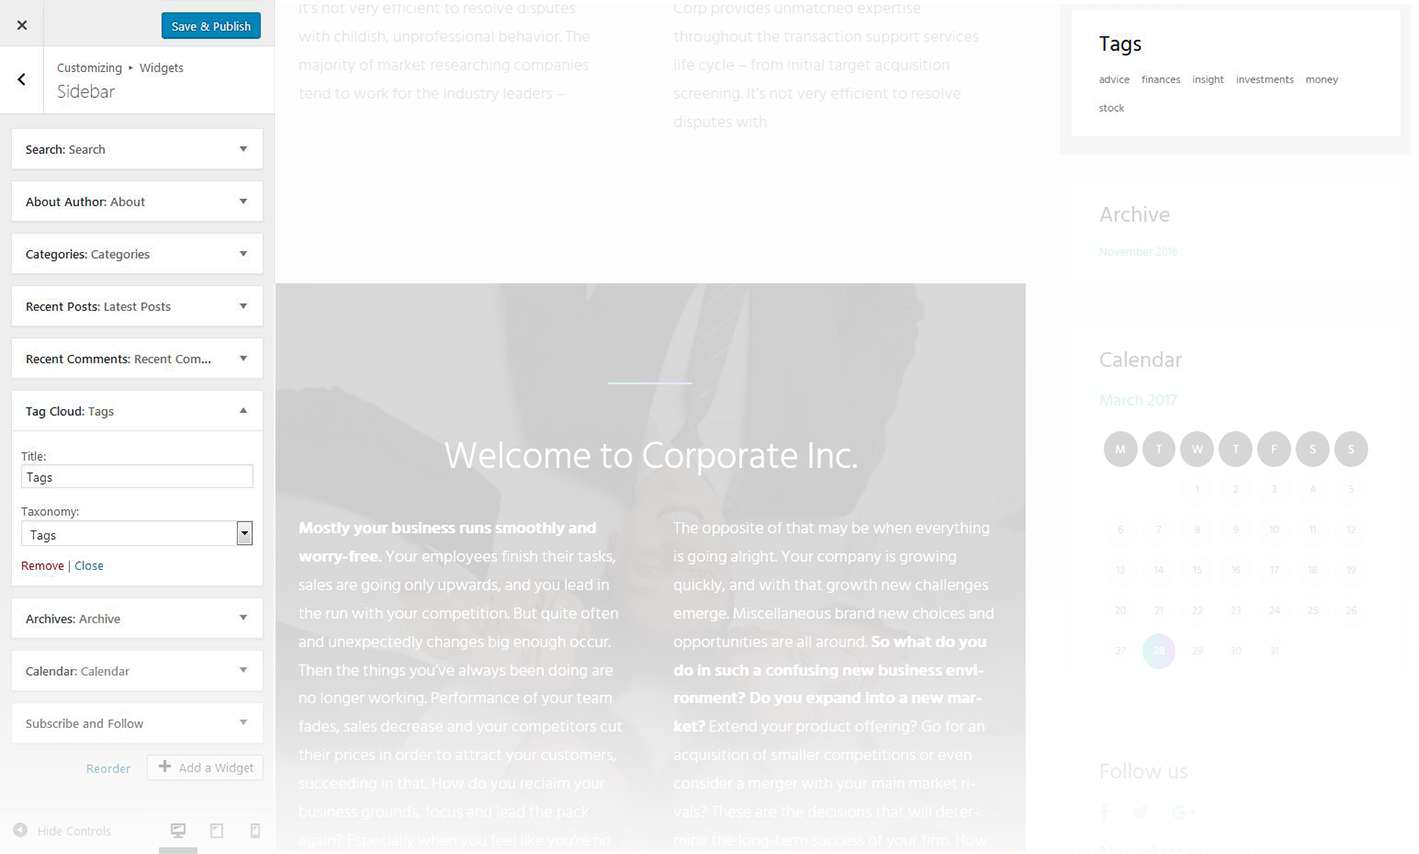 Save & Publish
Customizing ▸ Widgets
Sidebar
Search: Search
About Author: About
Categories: Categories
Recent Posts: Latest Posts
Recent Comments: Recent Com...
Tag Cloud: Tags
Title:
Tags
Taxonomy:
Tags
Remove | Close
Archives: Archive
Calendar: Calendar
Subscribe and Follow
Reorder
Add a Widget
Hide Controls
It's not very efficient to resolve disputes
with childish, unprofessional behavior. The
majority of market researching companies
tend to work for the industry leaders –
Corp provides unmatched expertise
throughout the transaction support services
life cycle – from initial target acquisition
screening. It's not very efficient to resolve
disputes with
Welcome to Corporate Inc.
Mostly your business runs smoothly and
worry-free. Your employees finish their tasks,
sales are going only upwards, and you lead in
the run with your competition. But quite often
and unexpectedly changes big enough occur.
Then the things you've always been doing are
no longer working. Performance of your team
fades, sales decrease and your competitors cut
their prices in order to attract your customers,
succeeding in that. How do you reclaim your
business grounds, focus and lead the pack
again? Especially when you feel like you're no
The opposite of that may be when everything
is going alright. Your company is growing
quickly, and with that growth new challenges
emerge. Miscellaneous brand new choices and
opportunities are all around. So what do you
do in such a confusing new business envi-
ronment? Do you expand into a new mar-
ket? Extend your product offering? Go for an
acquisition of smaller competitions or even
consider a merger with your main market ri-
vals? These are the decisions that will deter-
mine the long-term success of your firm. How
Tags
advice finances insight investments money
stock
Archive
November 2016
Calendar
March 2017
M T W T F S S
1 2 3 4 5
6 7 8 9 10 11 12
13 14 15 16 17 18 19
20 21 22 23 24 25 26
27 28 29 30 31
Follow us
G+
Newsletter